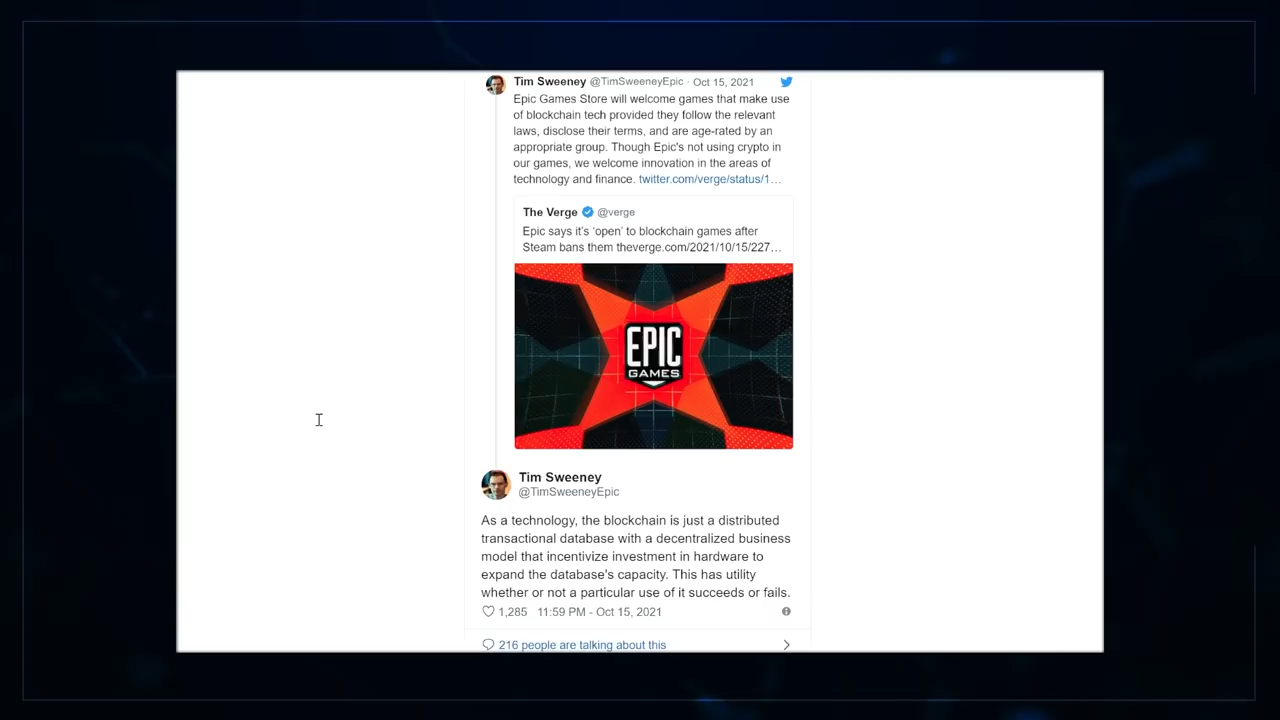 Tim Sweeney @TimSweeneyEpic · Oct 15, 2021
Epic Games Store will welcome games that make use
of blockchain tech provided they follow the relevant
laws, disclose their terms, and are age-rated by an
appropriate group. Though Epic's not using crypto in
our games, we welcome innovation in the areas of
technology and finance. twitter.com/verge/status/1…
The Verge @verge
Epic says it's ‘open’ to blockchain games after
Steam bans them theverge.com/2021/10/15/227…
EPIC
GAMES
Tim Sweeney
@TimSweeneyEpic
As a technology, the blockchain is just a distributed
transactional database with a decentralized business
model that incentivize investment in hardware to
expand the database's capacity. This has utility
whether or not a particular use of it succeeds or fails.
1,285 11:59 PM - Oct 15, 2021
216 people are talking about this